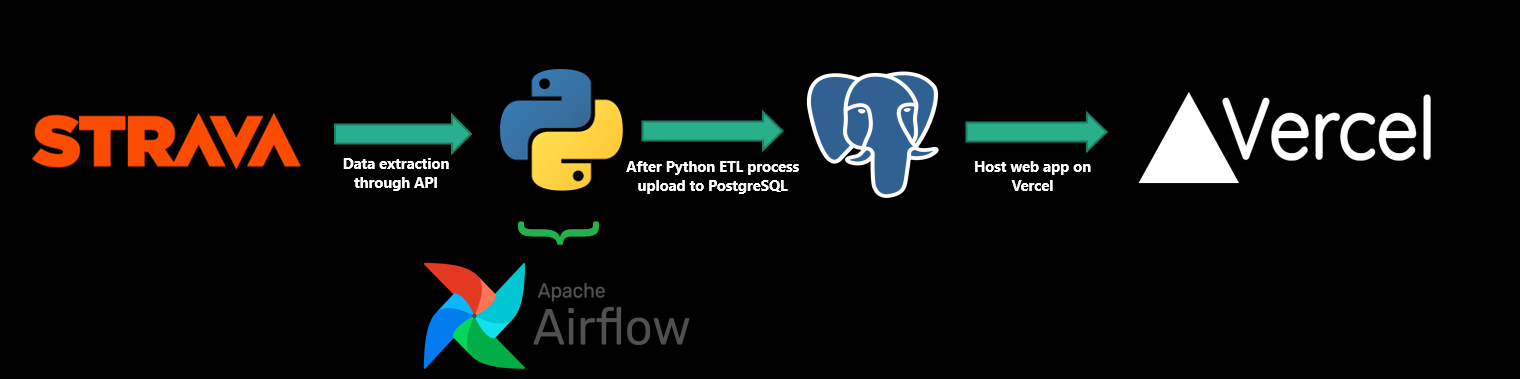 STRAVA
Data extraction
through API
After Python ETL process
upload to PostgreSQL
Host web app on
Vercel
Vercel
Apache
Airflow